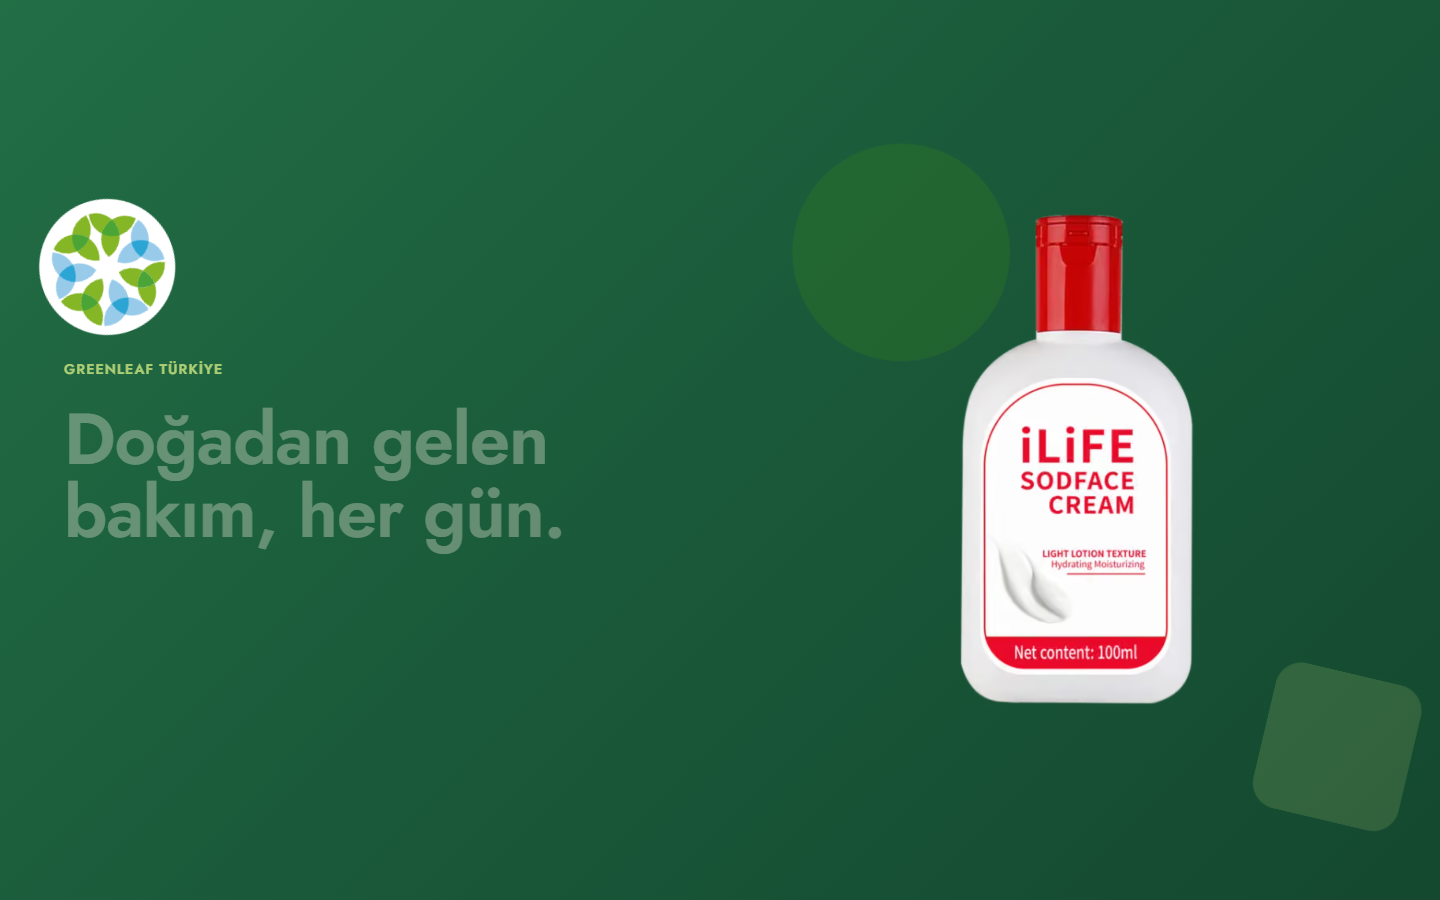 GREENLEAF TÜRKİYE
Doğadan gelen
bakım, her gün.
iLiFE
SODFACE
CREAM
LIGHT LOTION TEXTURE
Hydrating Moisturizing
Net content: 100ml